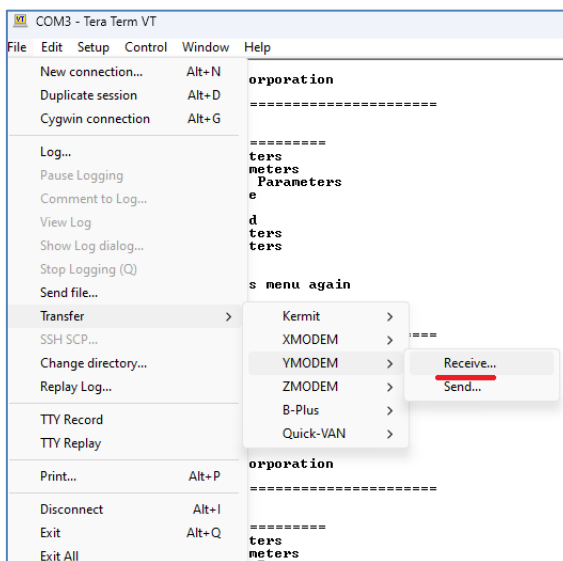 COM3 - Tera Term VT
File Edit Setup Control Window Help
New connection... Alt+N
Duplicate session Alt+D
Cygwin connection Alt+G
Log...
Pause Logging
Comment to Log...
View Log
Show Log dialog...
Stop Logging (Q)
Send file...
Transfer >
SSH SCP...
Change directory...
Replay Log...
TTY Record
TTY Replay
Print... Alt+P
Disconnect Alt+I
Exit Alt+Q
Exit All
Kermit >
XMODEM >
YMODEM >
ZMODEM >
B-Plus >
Quick-VAN >
Receive...
Send...
orporation
======================
=========
ters
meters
Parameters
e
d
ters
ters
s menu again
===
orporation
======================
=========
ters
meters